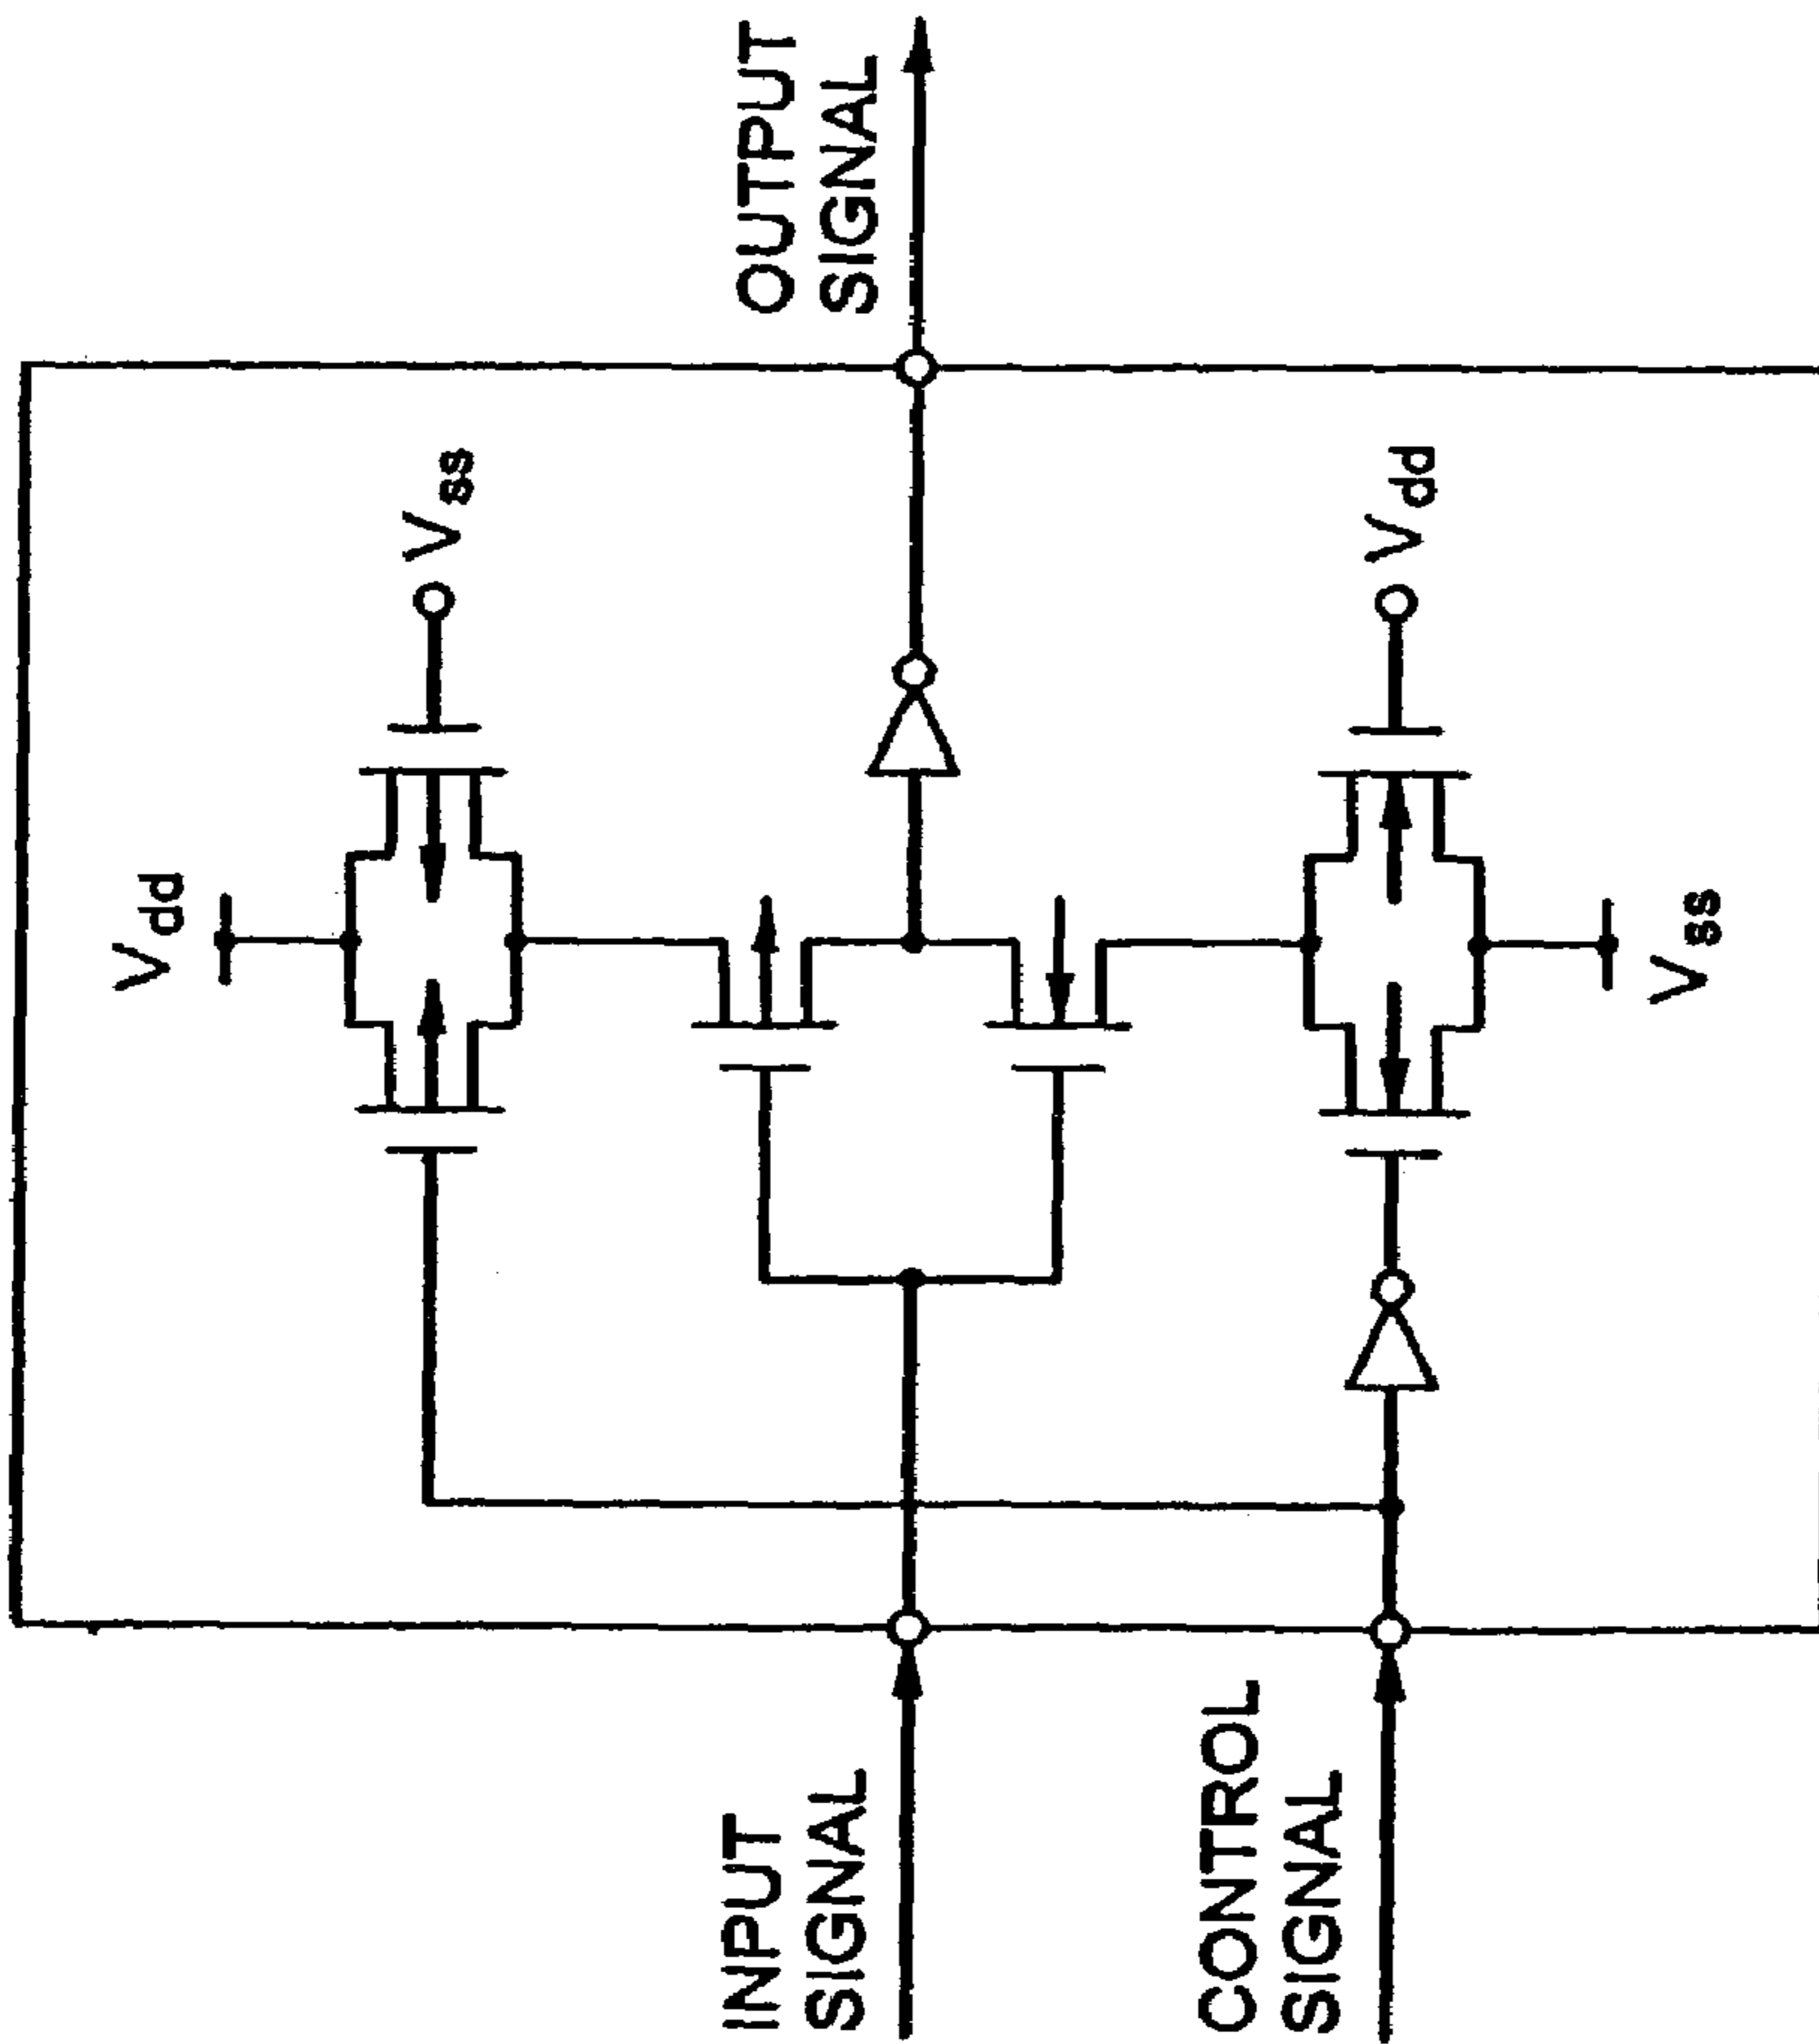 INPUT
SIGNAL
CONTROL
SIGNAL
Vdd
Vss
Vdd
Vss
OUTPUT
SIGNAL